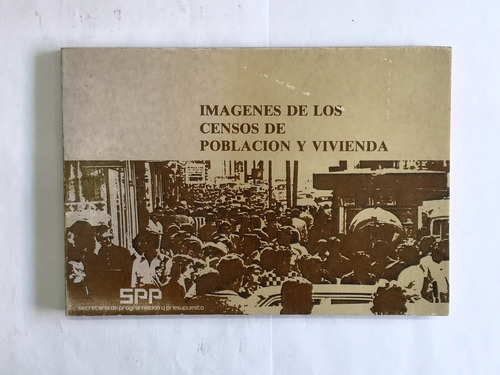 IMAGENES DE LOS
CENSOS DE
POBLACION Y VIVIENDA
SPP
secretaría de programación y presupuesto